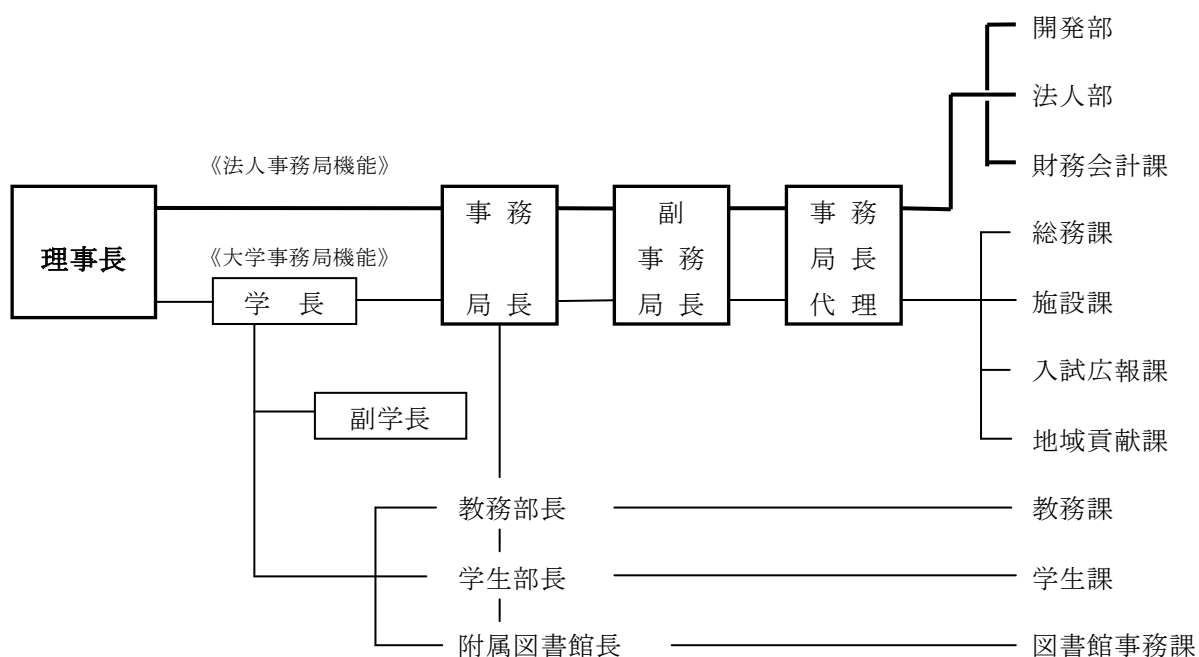 開発部
法人部
財務会計課
《法人事務局機能》
理事長
《大学事務局機能》
学 長
事 務
局 長
副
事 務
局 長
事 務
局 長
代 理
総務課
施設課
入試広報課
地域貢献課
副学長
教務部長
教務課
学生部長
学生課
附属図書館長
図書館事務課